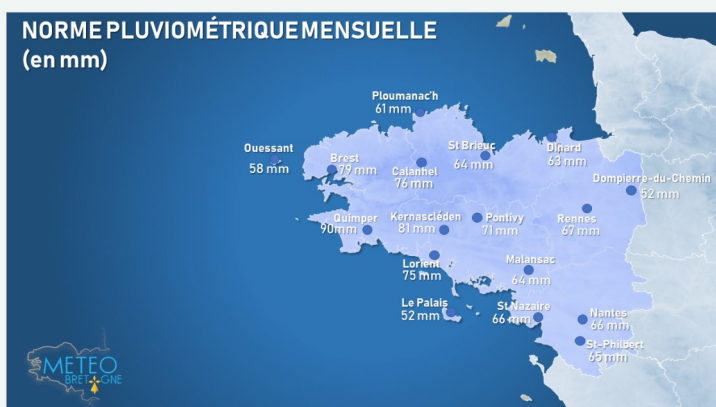 NORME PLUVIOMÉTRIQUE MENSUELLE
(en mm)
Ploumanac'h
61 mm
Ouessant
58 mm
Brest
79 mm
Calanhel
76 mm
St Brieuc
64 mm
Dinard
63 mm
Dompierre-du-Chemin
52 mm
Quimper
90mm
Kernascléden
81 mm
Pontivy
71 mm
Rennes
67 mm
Lorient
75 mm
Malansac
64 mm
Le Palais
52 mm
St Nazaire
66 mm
Nantes
66 mm
St-Philbert
65 mm
METEO
BRETAGNE